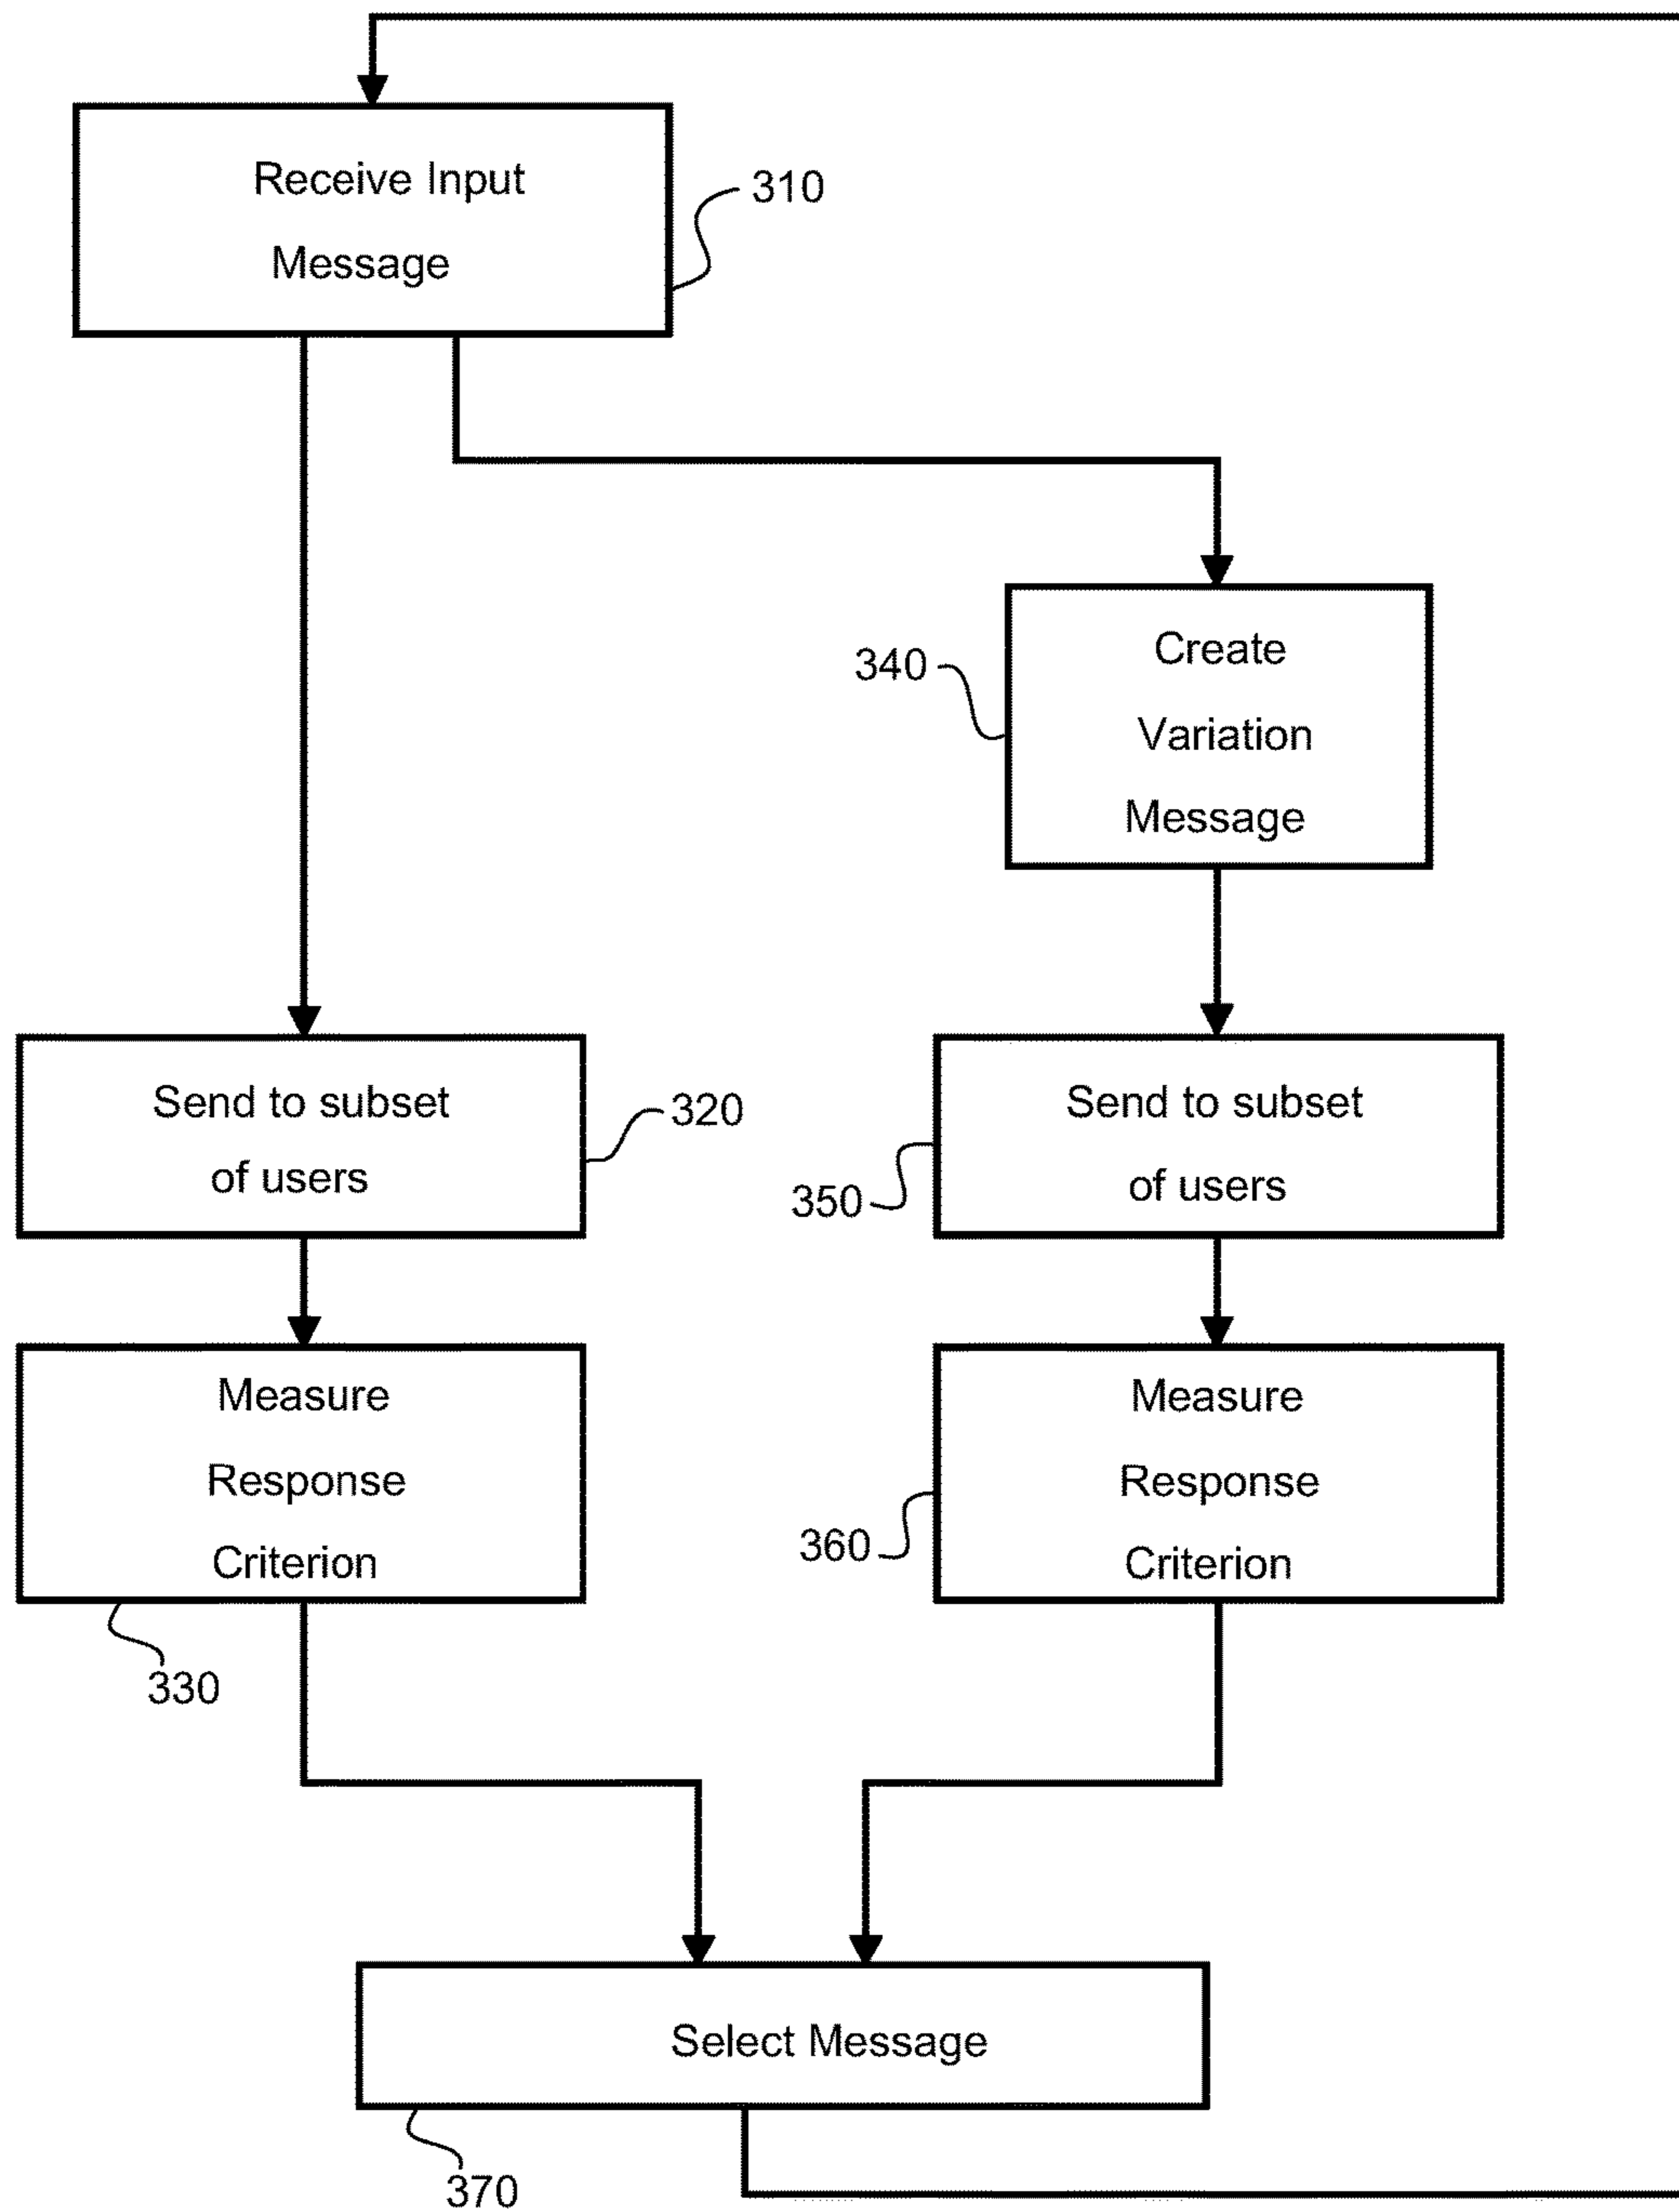 Receive Input
Message
310
Create
Variation
Message
340
Send to subset
of users
320
Send to subset
of users
350
Measure
Response
Criterion
330
Measure
Response
Criterion
360
Select Message
370